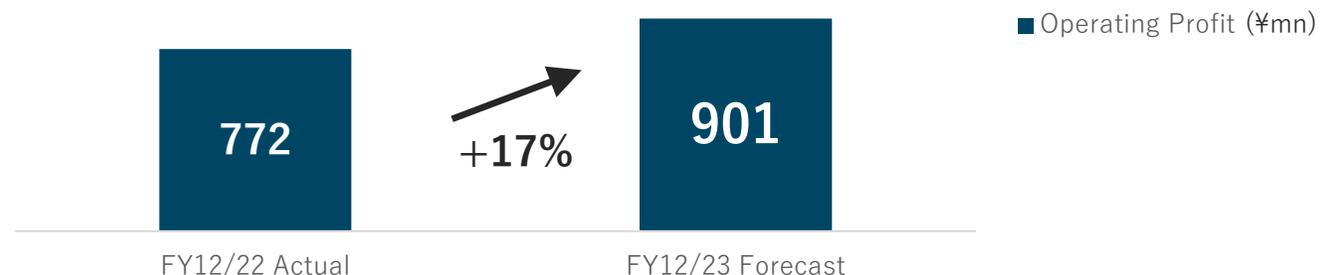 Operating Profit (¥mn)
772
+17%
901
FY12/22 Actual
FY12/23 Forecast